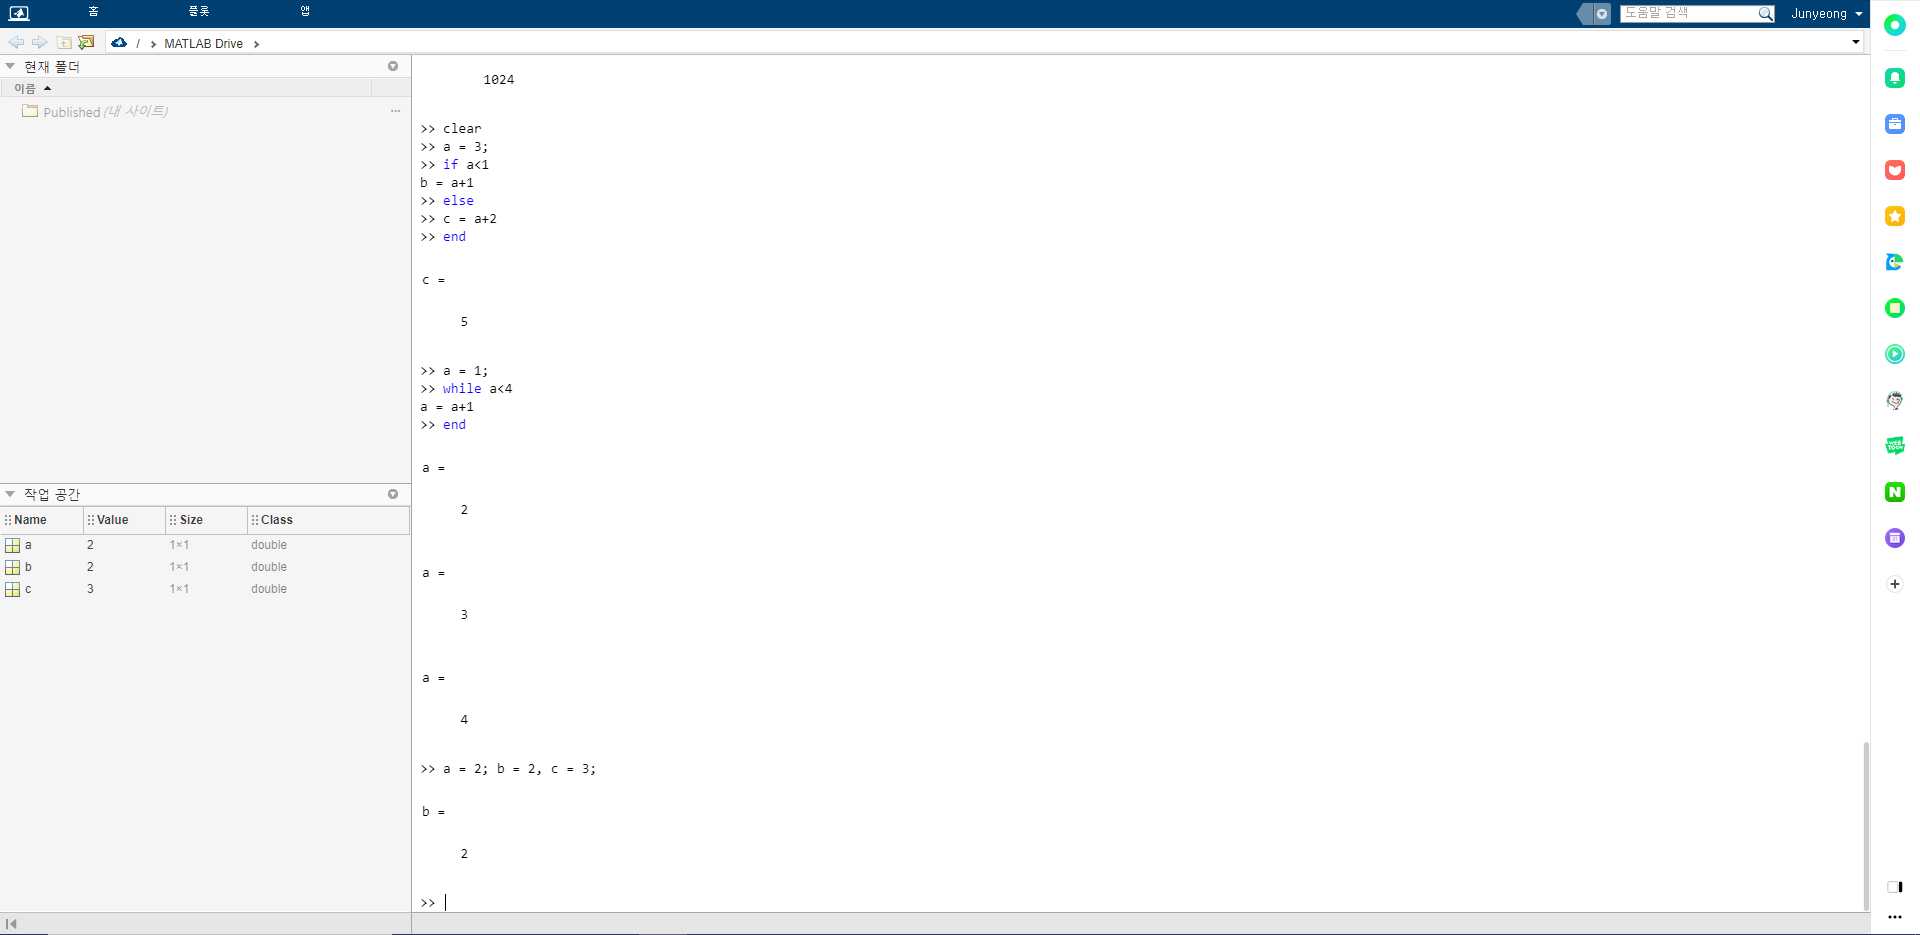 홈 플롯 앱 도움말 검색 Junyeong
/ MATLAB Drive
현재 폴더
이름
Published (내 사이트)
1024
>> clear
>> a = 3;
>> if a<1
b = a+1
>> else
>> c = a+2
>> end
c =
5
>> a = 1;
>> while a<4
a = a+1
>> end
a =
2
a =
3
a =
4
>> a = 2; b = 2, c = 3;
b =
2
>>
작업 공간
Name Value Size Class
a 2 1×1 double
b 2 1×1 double
c 3 1×1 double
N